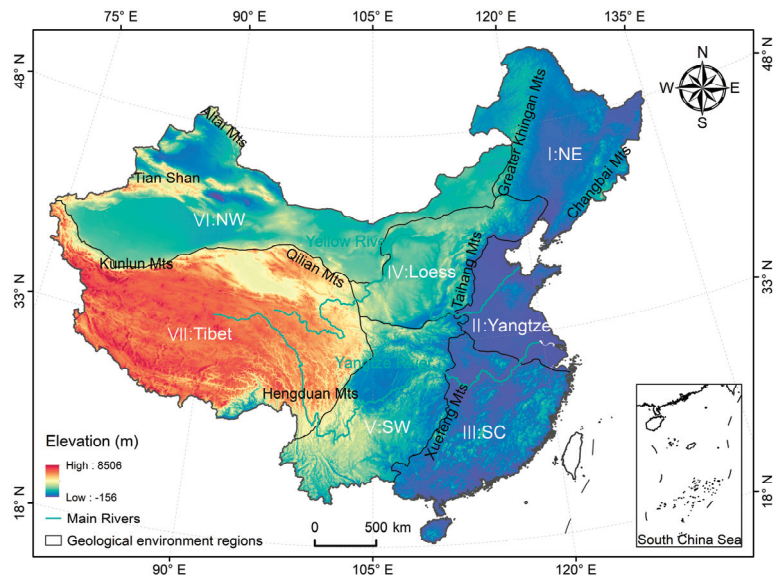 75° E
90° E
105° E
120° E
135° E
48° N
48° N
N
W
E
S
Altai Mts
Greater Khingan Mts
I:NE
Changbai Mts
Tian Shan
VI:NW
Yellow River
Kunlun Mts
Qilian Mts
IV:Loess
Taihang Mts
33° N
33° N
II:Yangtze
VII:Tibet
Yangtze River
Hengduan Mts
V:SW
Xuefeng Mts
III:SC
Elevation (m)
High : 8506
Low : -156
Main Rivers
Geological environment regions
0
500 km
18° N
18° N
South China Sea
90° E
105° E
120° E